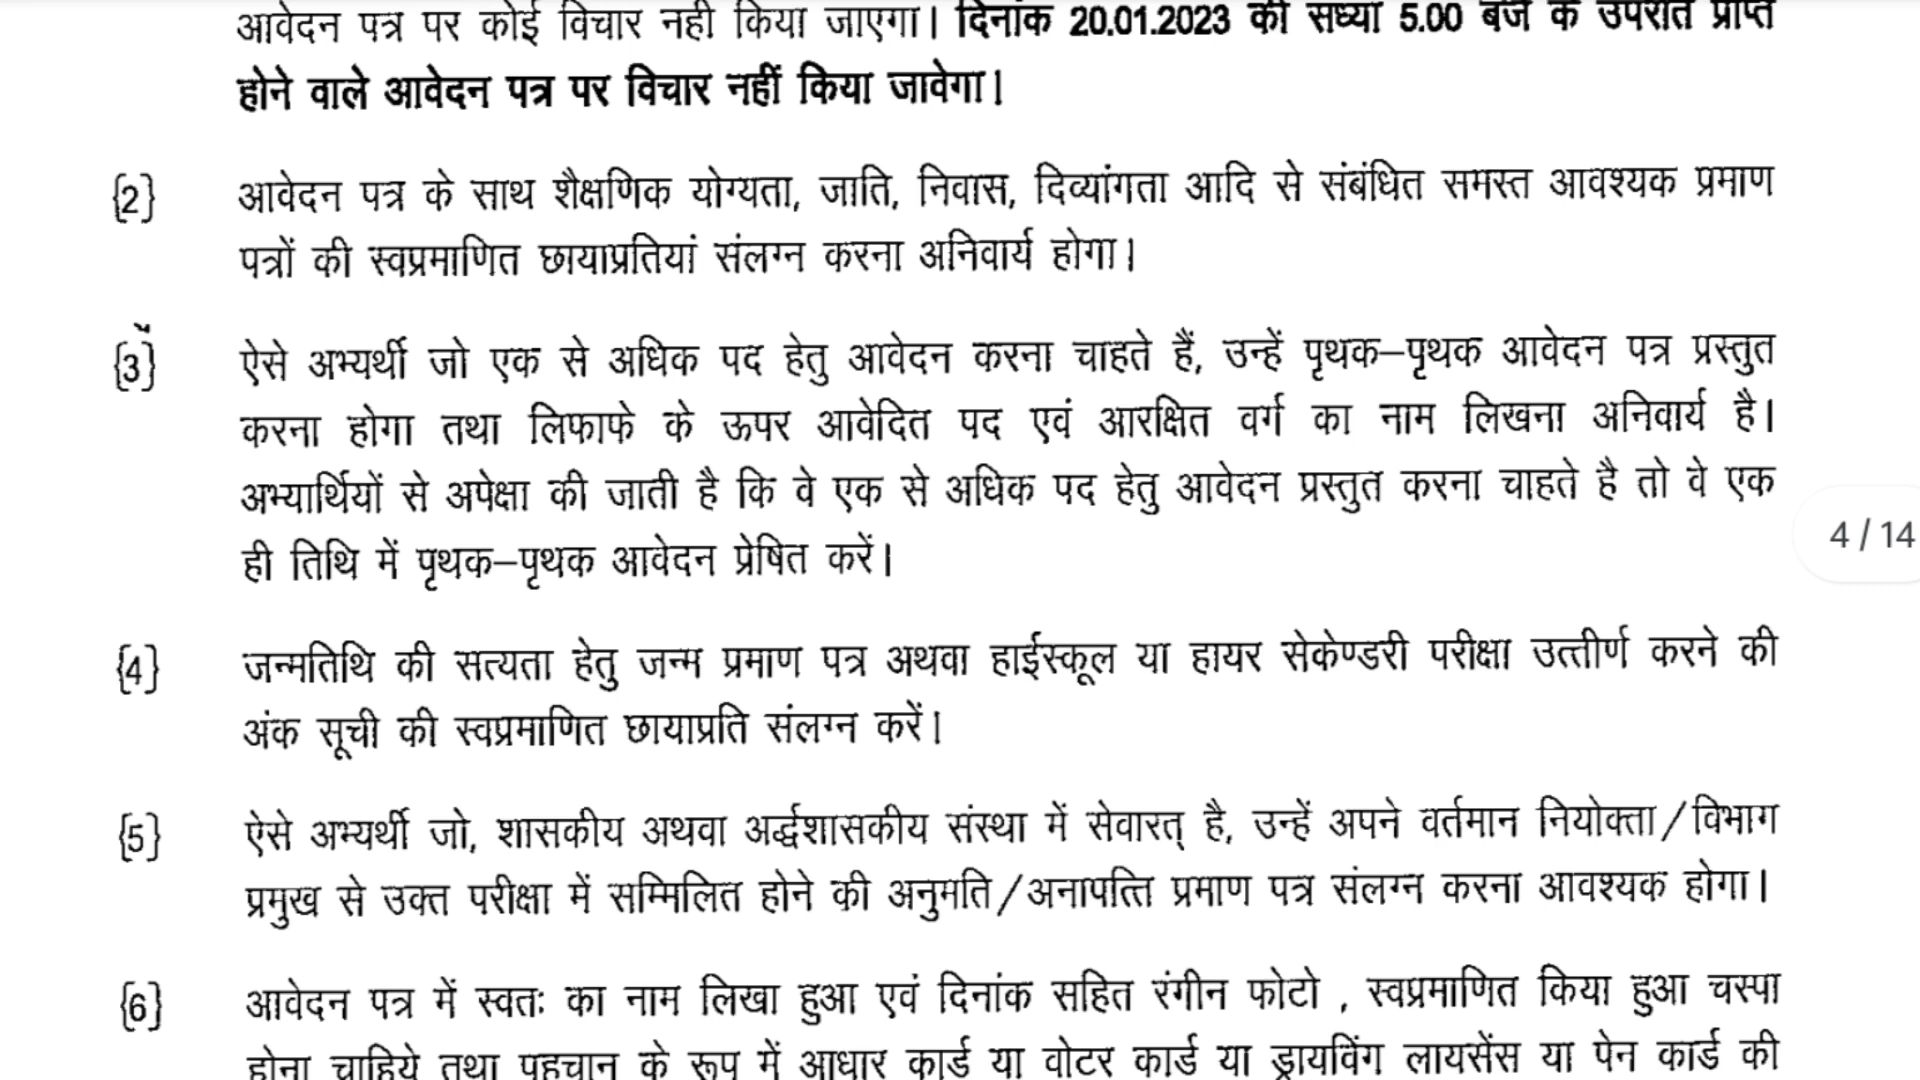 आवेदन पत्र पर कोई विचार नहीं किया जाएगा। दिनांक 20.01.2023 की संध्या 5.00 बजे के उपरांत प्राप्त
होने वाले आवेदन पत्र पर विचार नहीं किया जावेगा।
{2} आवेदन पत्र के साथ शैक्षणिक योग्यता, जाति, निवास, दिव्यांगता आदि से संबंधित समस्त आवश्यक प्रमाण
पत्रों की स्वप्रमाणित छायाप्रतियां संलग्न करना अनिवार्य होगा।
{3} ऐसे अभ्यर्थी जो एक से अधिक पद हेतु आवेदन करना चाहते हैं, उन्हें पृथक–पृथक आवेदन पत्र प्रस्तुत
करना होगा तथा लिफाफे के ऊपर आवेदित पद एवं आरक्षित वर्ग का नाम लिखना अनिवार्य है।
अभ्यार्थियों से अपेक्षा की जाती है कि वे एक से अधिक पद हेतु आवेदन प्रस्तुत करना चाहते है तो वे एक
ही तिथि में पृथक–पृथक आवेदन प्रेषित करें।
4 / 14
{4} जन्मतिथि की सत्यता हेतु जन्म प्रमाण पत्र अथवा हाईस्कूल या हायर सेकेण्डरी परीक्षा उत्तीर्ण करने की
अंक सूची की स्वप्रमाणित छायाप्रति संलग्न करें।
{5} ऐसे अभ्यर्थी जो, शासकीय अथवा अर्द्धशासकीय संस्था में सेवारत् है, उन्हें अपने वर्तमान नियोक्ता/विभाग
प्रमुख से उक्त परीक्षा में सम्मिलित होने की अनुमति/अनापत्ति प्रमाण पत्र संलग्न करना आवश्यक होगा।
{6} आवेदन पत्र में स्वतः का नाम लिखा हुआ एवं दिनांक सहित रंगीन फोटो , स्वप्रमाणित किया हुआ चस्पा
होना चाहिये तथा पहचान के रूप में आधार कार्ड या वोटर कार्ड या ड्रायविंग लायसेंस या पेन कार्ड की